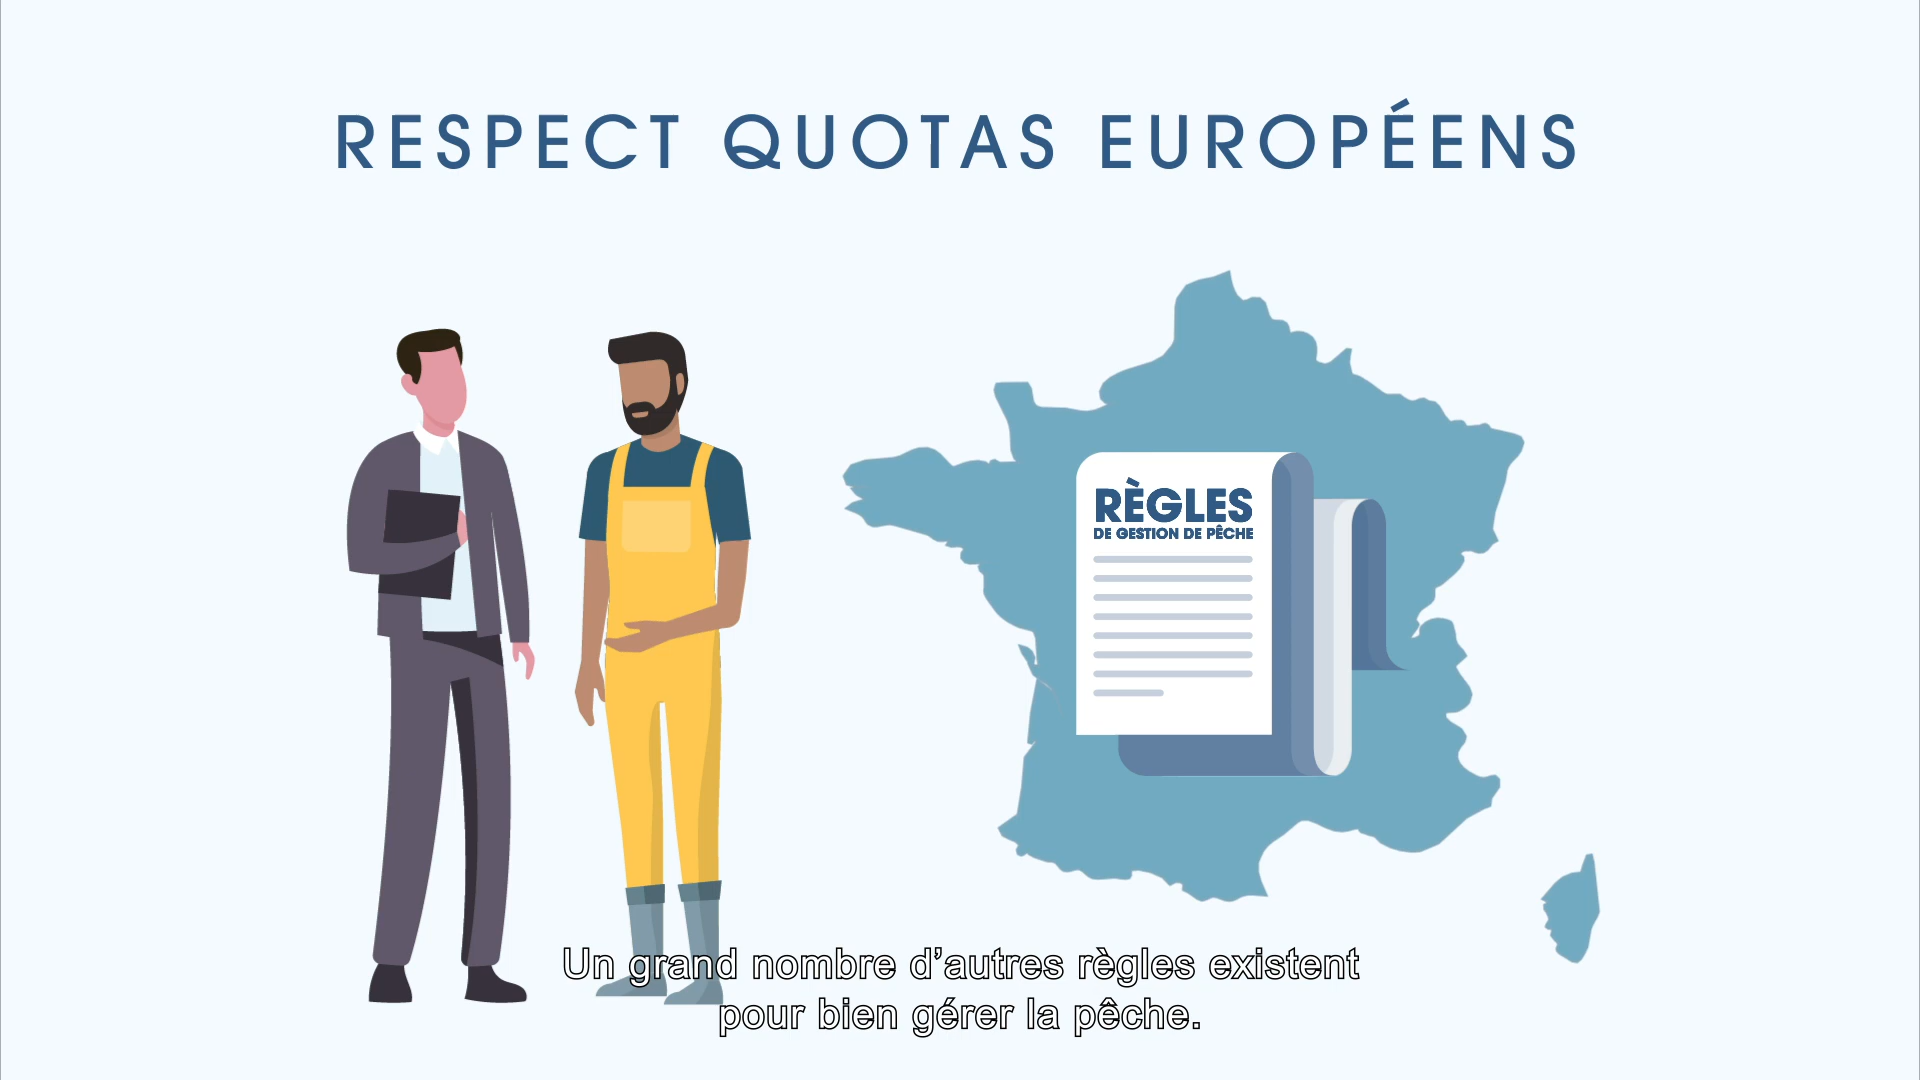 RESPECT QUOTAS EUROPÉENS
RÈGLES
DE GESTION DE PÊCHE
Un grand nombre d’autres règles existent
pour bien gérer la pêche.